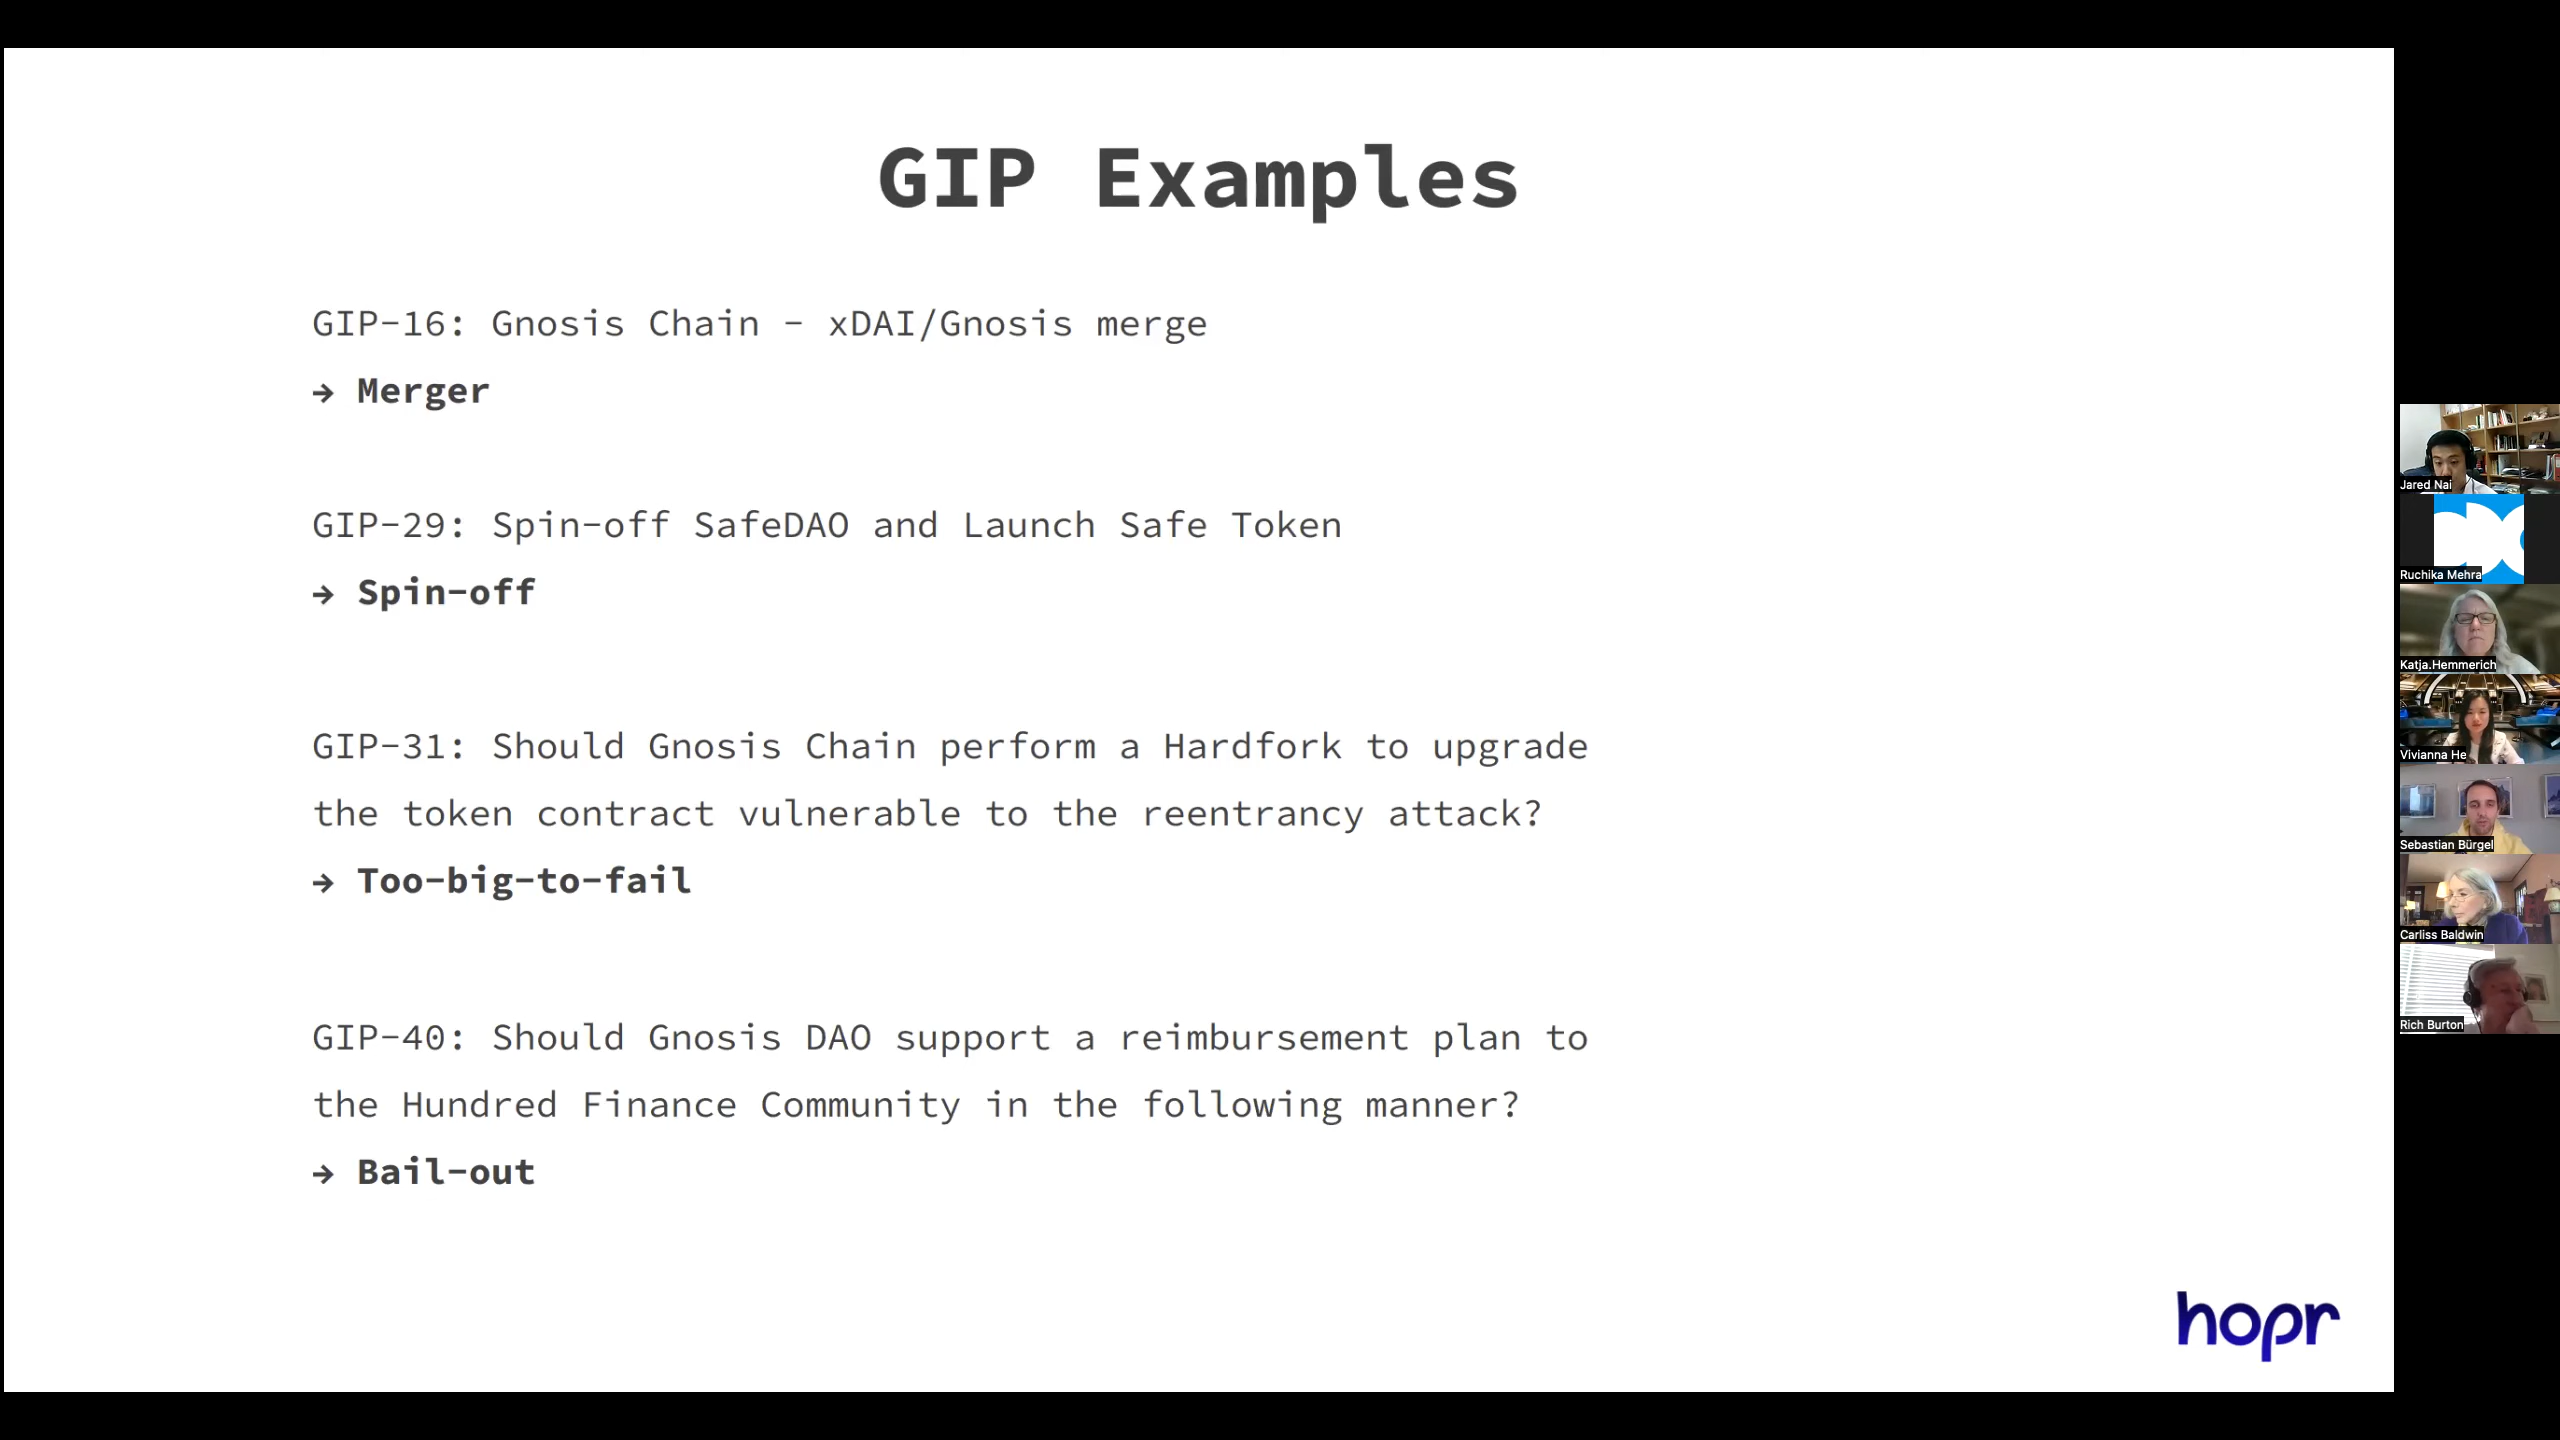 GIP Examples
GIP-16: Gnosis Chain - xDAI/Gnosis merge
→ Merger
GIP-29: Spin-off SafeDAO and Launch Safe Token
→ Spin-off
GIP-31: Should Gnosis Chain perform a Hardfork to upgrade
the token contract vulnerable to the reentrancy attack?
→ Too-big-to-fail
GIP-40: Should Gnosis DAO support a reimbursement plan to
the Hundred Finance Community in the following manner?
→ Bail-out
hopr
Jared Nai
Ruchika Mehra
Katja.Hemmerich
Vivianna He
Sebastian Bürgel
Carliss Baldwin
Rich Burton